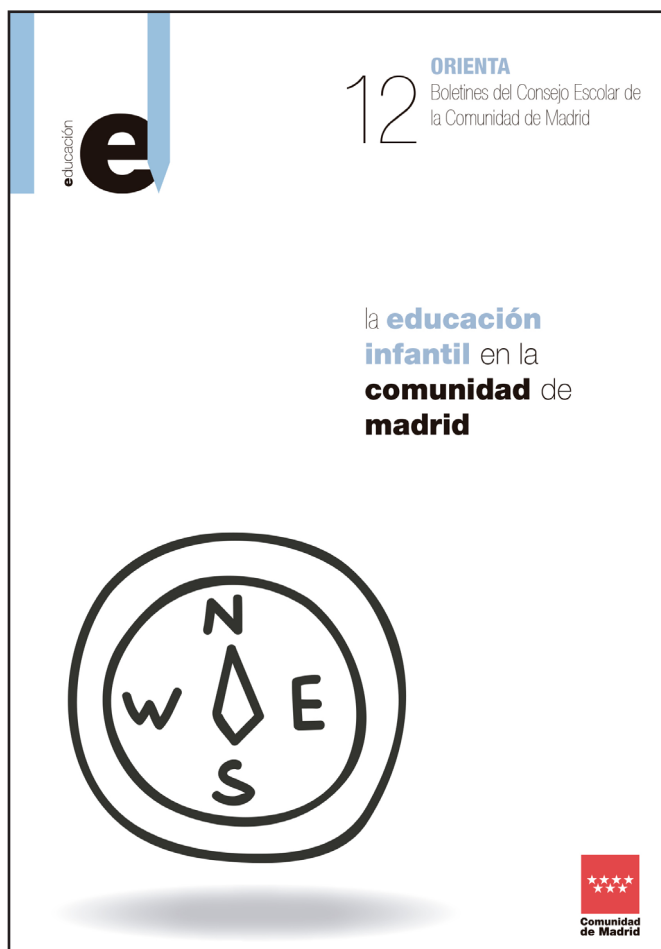 educación
e
12
ORIENTA
Boletines del Consejo Escolar de
la Comunidad de Madrid
la educación
infantil en la
comunidad de
madrid
N
W E
S
Comunidad
de Madrid